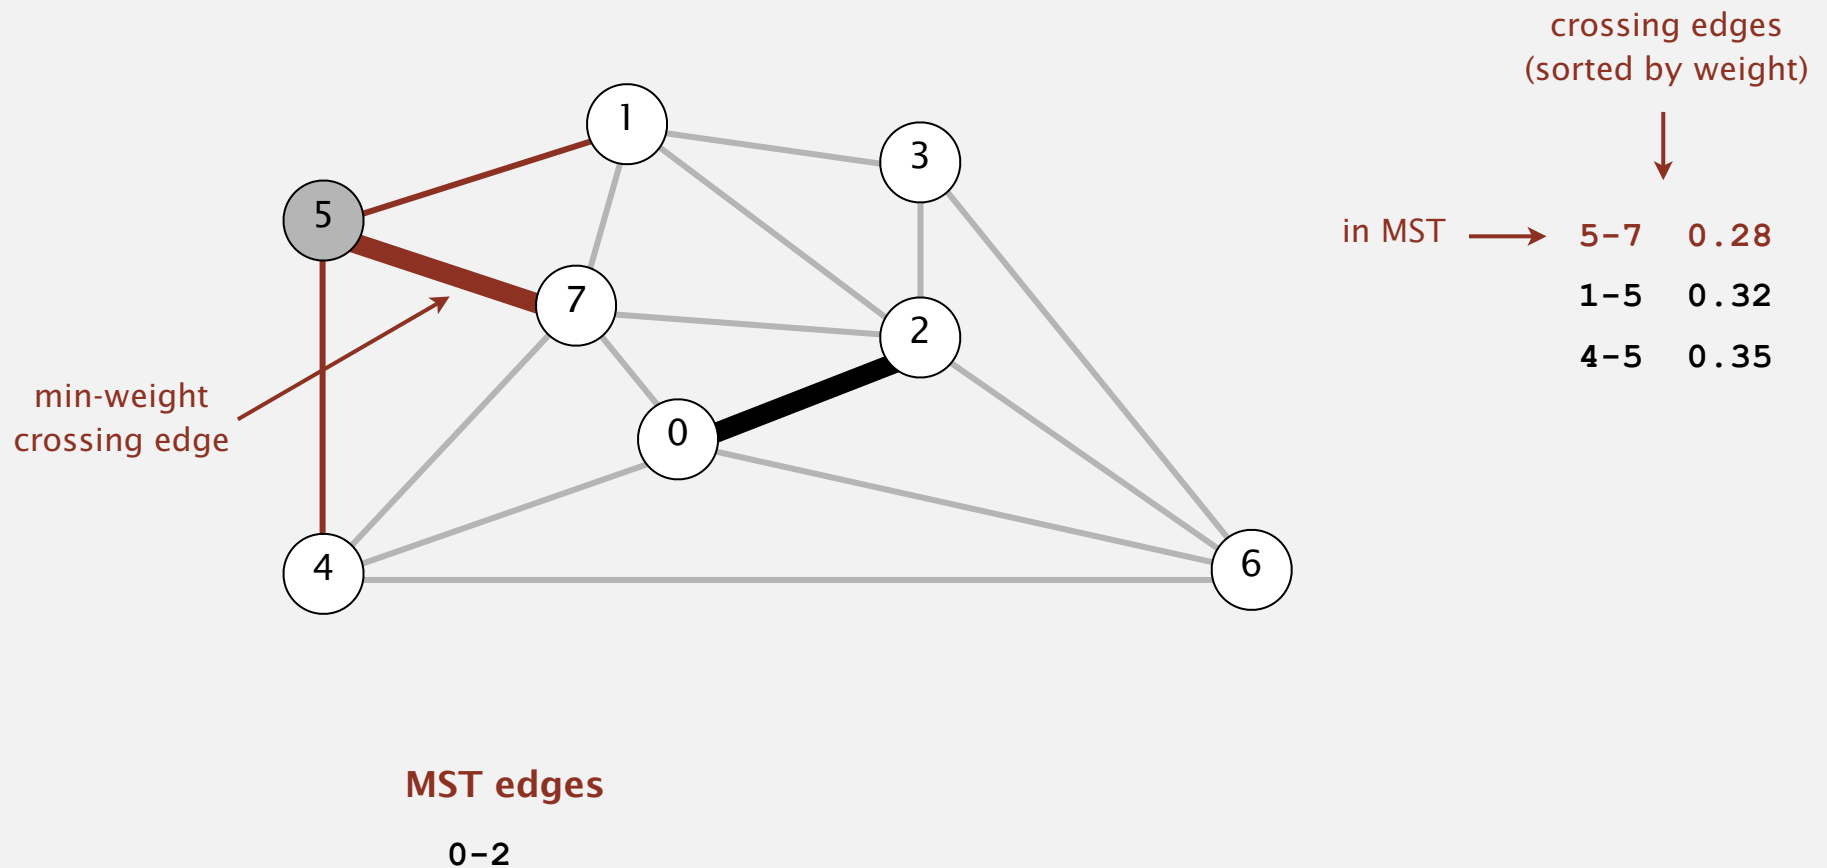 crossing edges
(sorted by weight)
1
3
5
in MST
5-7 0.28
7
1-5 0.32
2
4-5 0.35
min-weight
crossing edge
0
4
6
MST edges
0-2